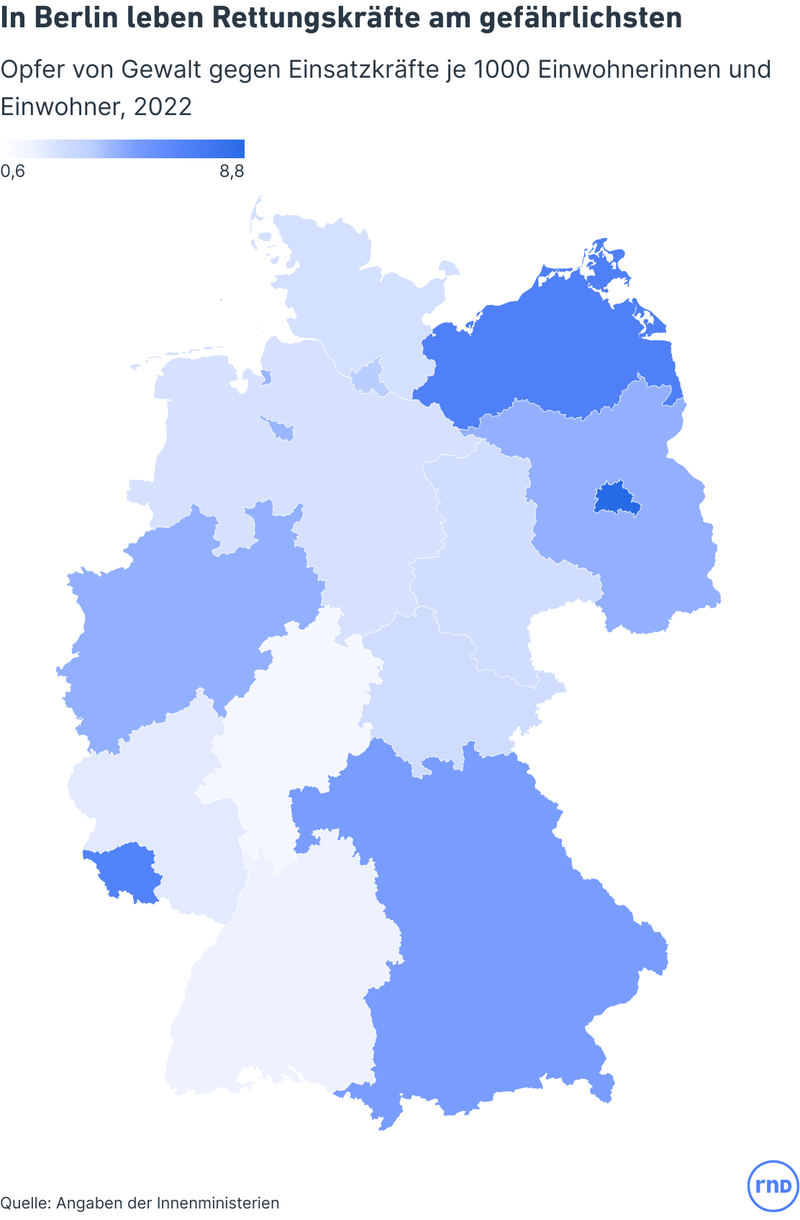 In Berlin leben Rettungskräfte am gefährlichsten
Opfer von Gewalt gegen Einsatzkräfte je 1000 Einwohnerinnen und
Einwohner, 2022
0,6 8,8
Quelle: Angaben der Innenministerien
rnd